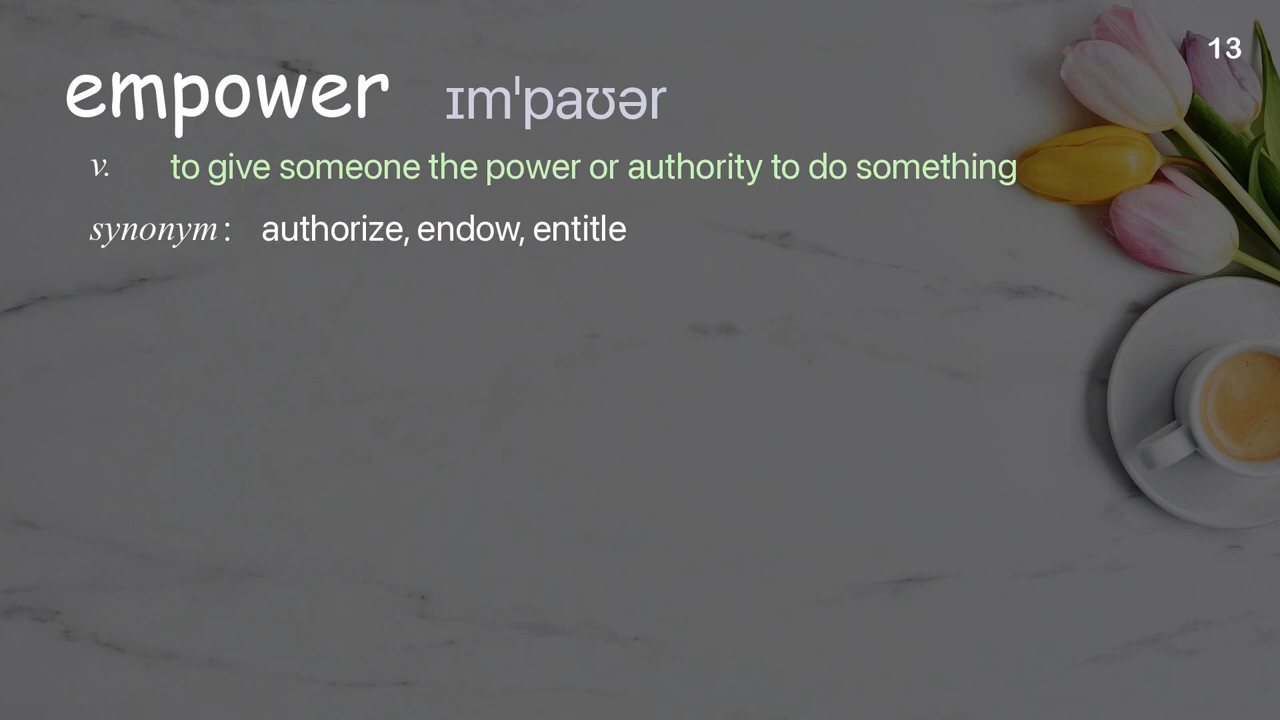 13
empower ɪmˈpaʊər
v. to give someone the power or authority to do something
synonym : authorize, endow, entitle